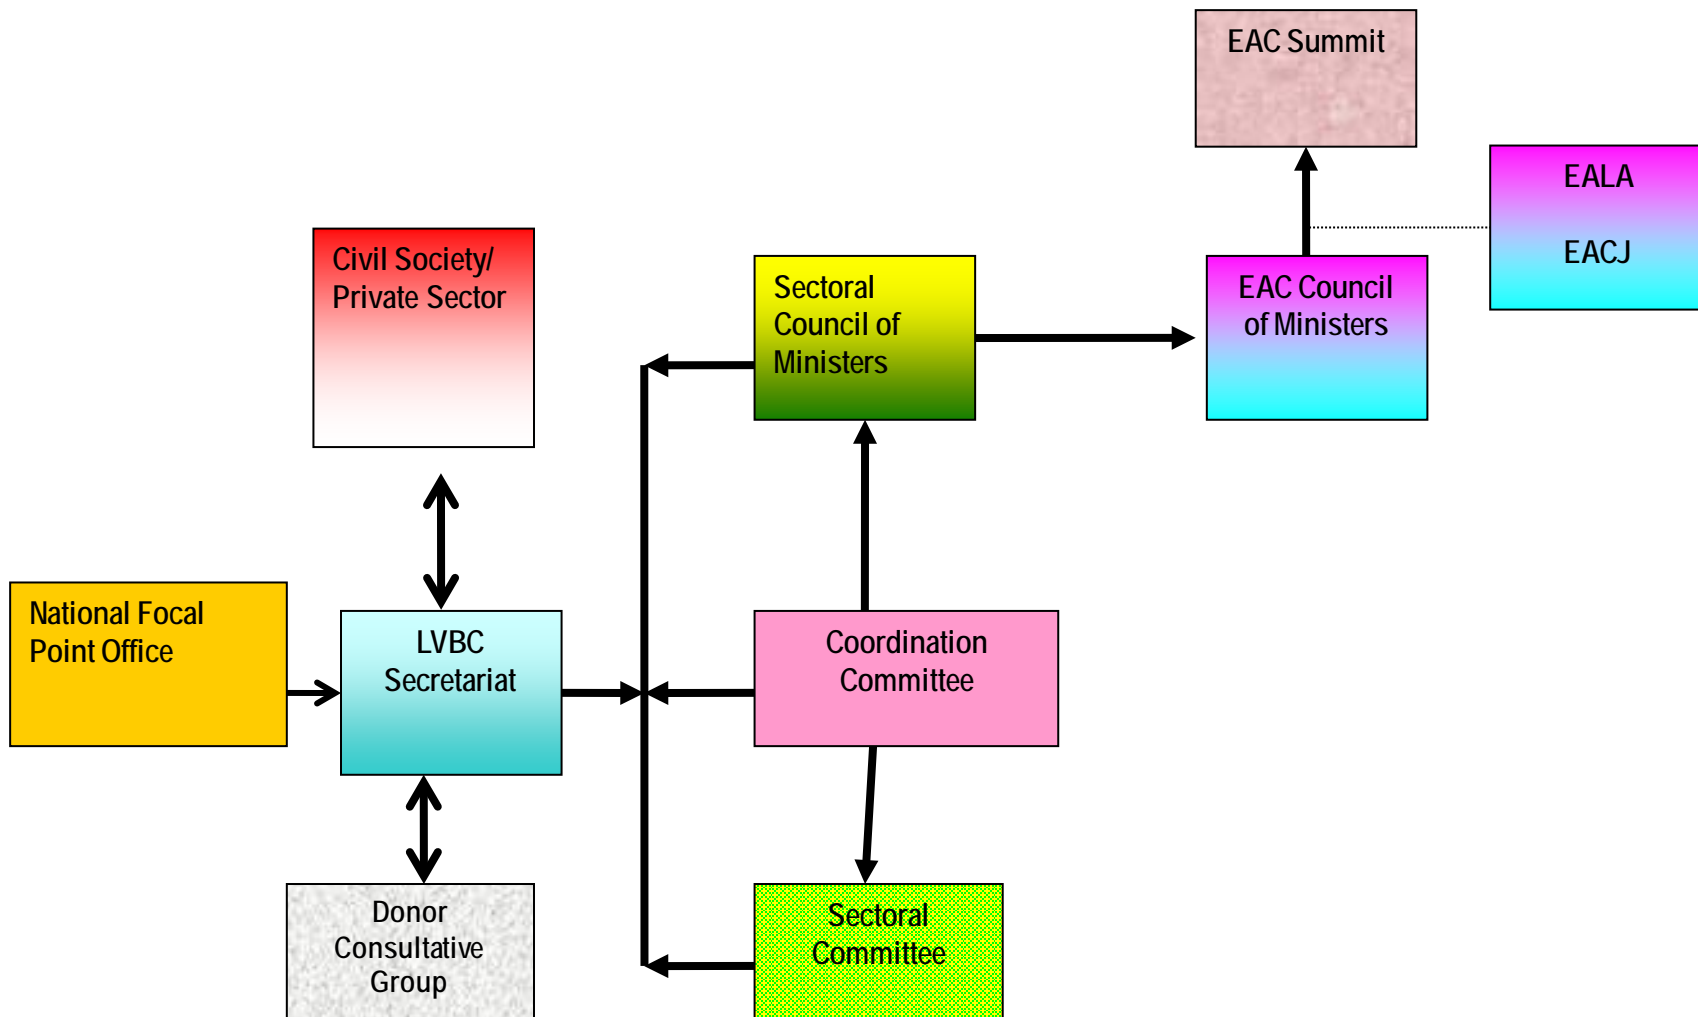 EAC Summit
EALA
EACJ
Civil Society/
Private Sector
Sectoral
Council of
Ministers
EAC Council
of Ministers
National Focal
Point Office
LVBC
Secretariat
Coordination
Committee
Donor
Consultative
Group
Sectoral
Committee